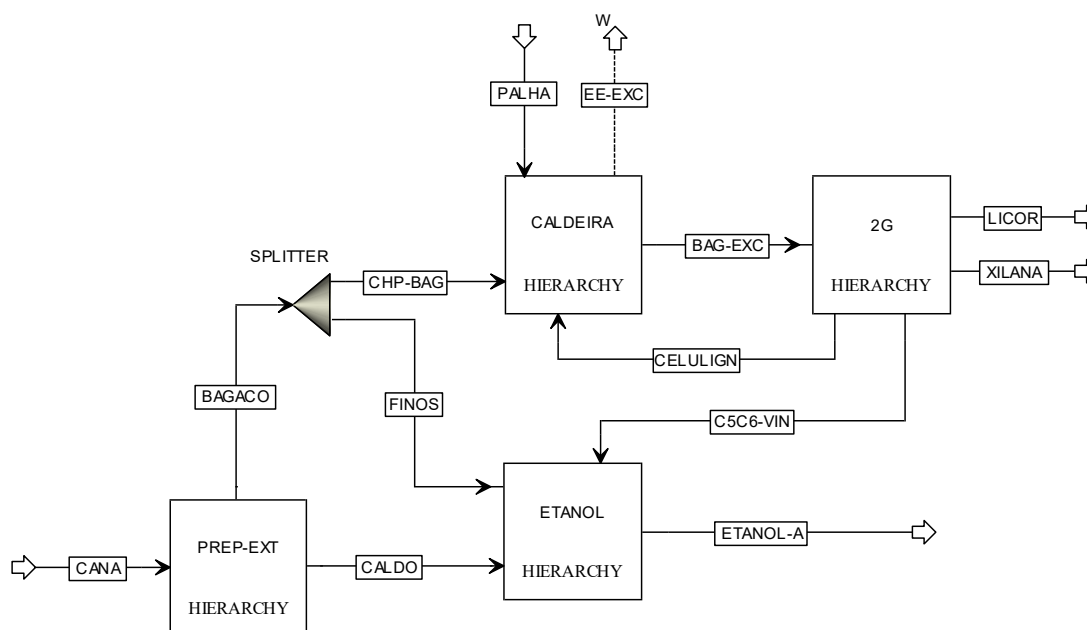 W
PALHA
EE-EXC
CALDEIRA
HIERARCHY
BAG-EXC
2G
HIERARCHY
LICOR
XILANA
SPLITTER
CHP-BAG
CELULIGN
BAGACO
FINOS
C5C6-VIN
ETANOL
HIERARCHY
ETANOL-A
PREP-EXT
HIERARCHY
CANA
CALDO